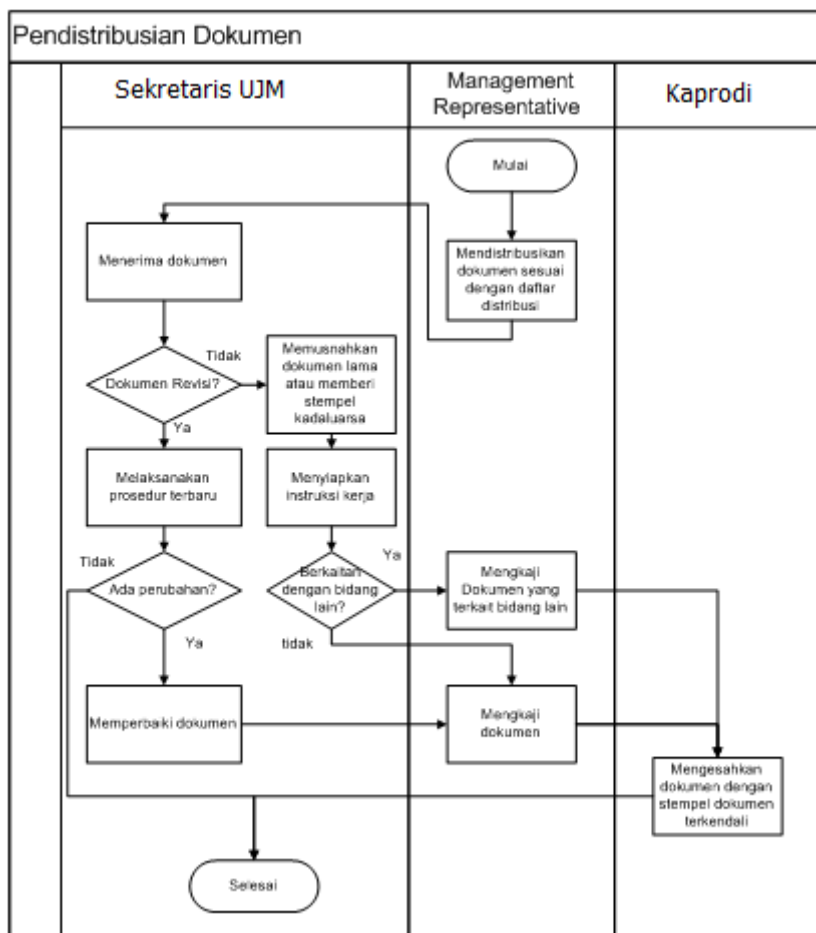 Pendistribusian Dokumen
Sekretaris UJM
Management
Representative
Kaprodi
Mulai
Menerima dokumen
Mendistribusikan
dokumen sesuai
dengan daftar
distribusi
Tidak
Dokumen Revisi?
Memusnahkan
dokumen lama
atau memberi
stempel
kadaluarsa
Ya
Melaksanakan
prosedur terbaru
Menyiapkan
instruksi kerja
Tidak
Ada perubahan?
Berkaitan
dengan bidang
lain?
Ya
Mengkaji
Dokumen yang
terkait bidang lain
Ya
tidak
Memperbaiki dokumen
Mengkaji
dokumen
Mengesahkan
dokumen dengan
stempel dokumen
terkendali
Selesai